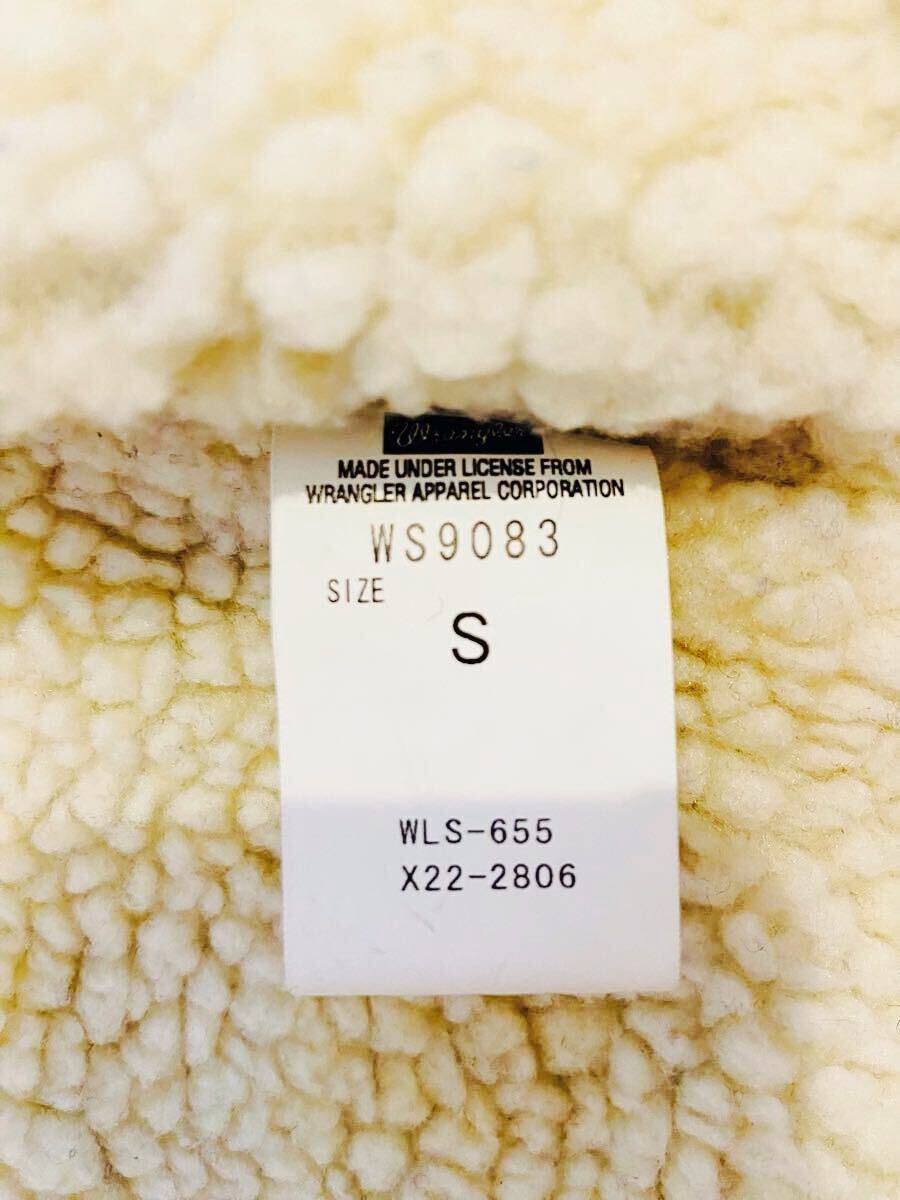 Wrangler
MADE UNDER LICENSE FROM
WRANGLER APPAREL CORPORATION
WS9083
SIZE
S
WLS-655
X22-2806